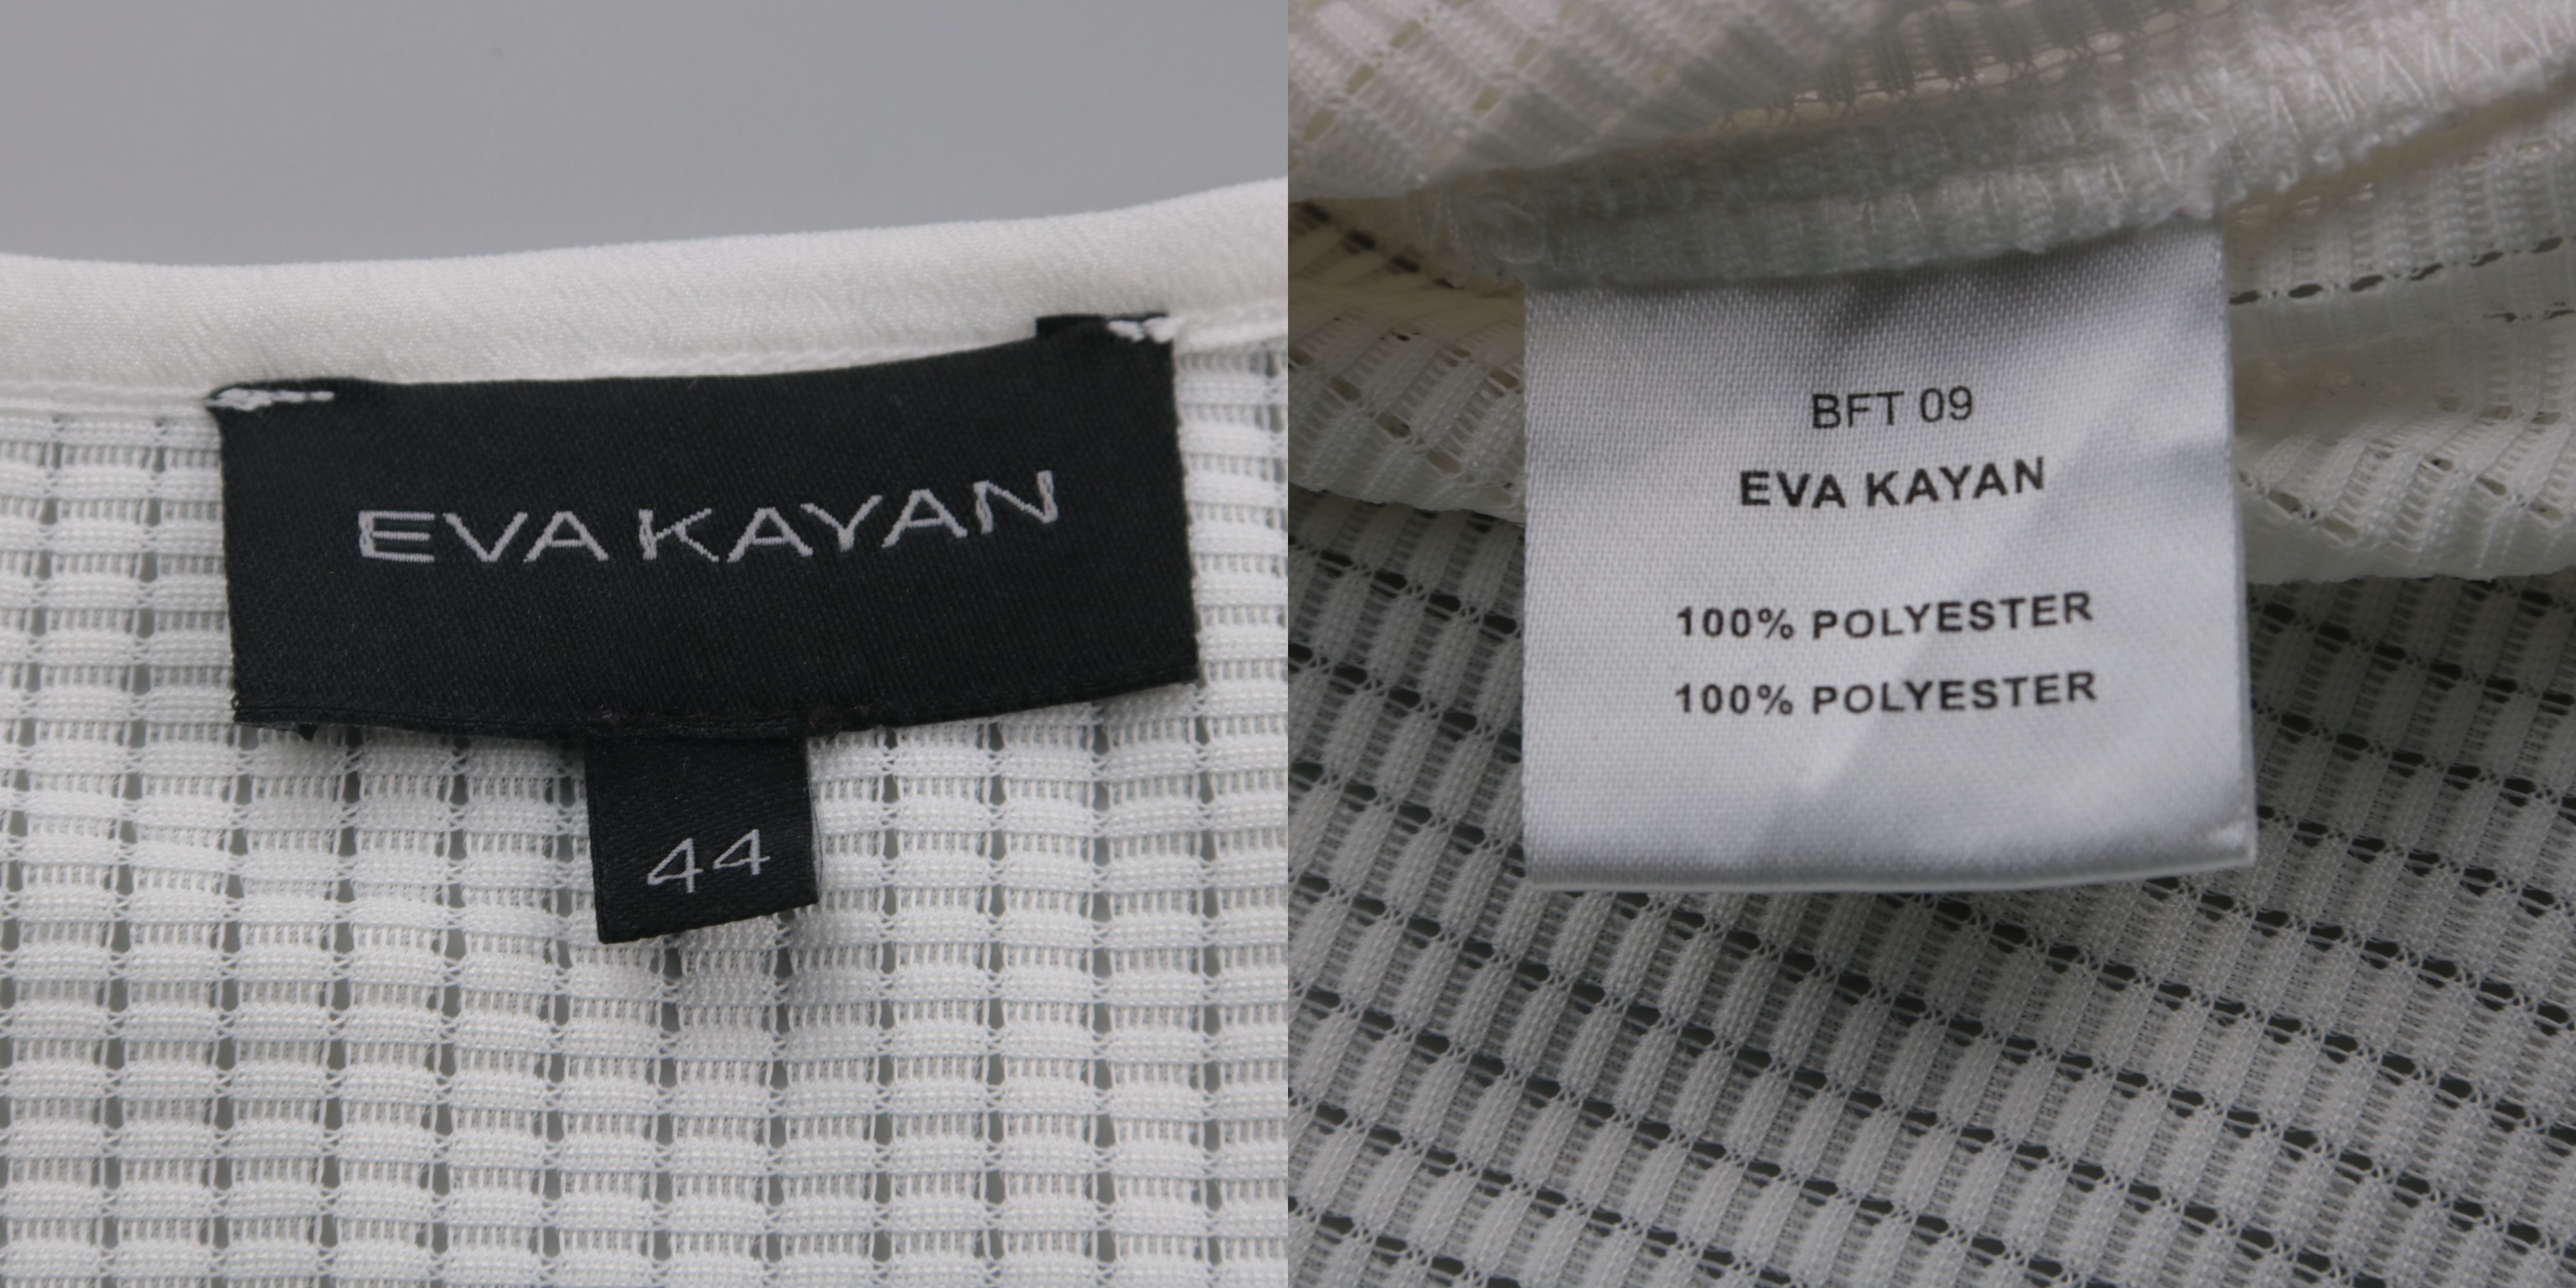 EVA KAYAN
44
BFT 09
EVA KAYAN
100% POLYESTER
100% POLYESTER